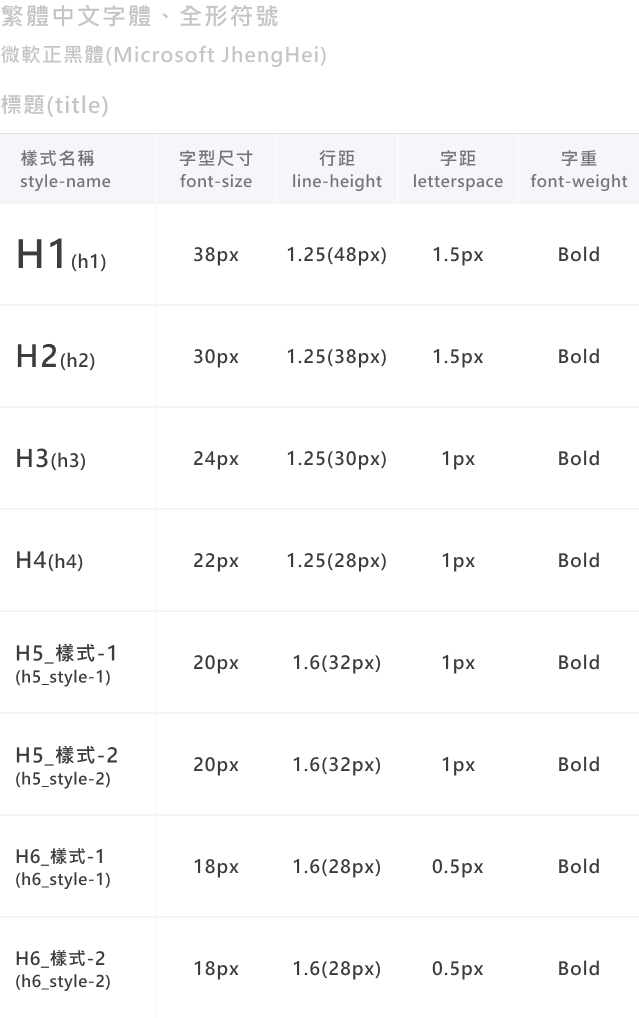 繁體中文字體、全形符號
微軟正黑體(Microsoft JhengHei)
標題(title)
樣式名稱 字型尺寸 行距 字距 字重
style-name font-size line-height letterspace font-weight
H1(h1) 38px 1.25(48px) 1.5px Bold
H2(h2) 30px 1.25(38px) 1.5px Bold
H3(h3) 24px 1.25(30px) 1px Bold
H4(h4) 22px 1.25(28px) 1px Bold
H5_樣式-1
(h5_style-1) 20px 1.6(32px) 1px Bold
H5_樣式-2
(h5_style-2) 20px 1.6(32px) 1px Bold
H6_樣式-1
(h6_style-1) 18px 1.6(28px) 0.5px Bold
H6_樣式-2
(h6_style-2) 18px 1.6(28px) 0.5px Bold